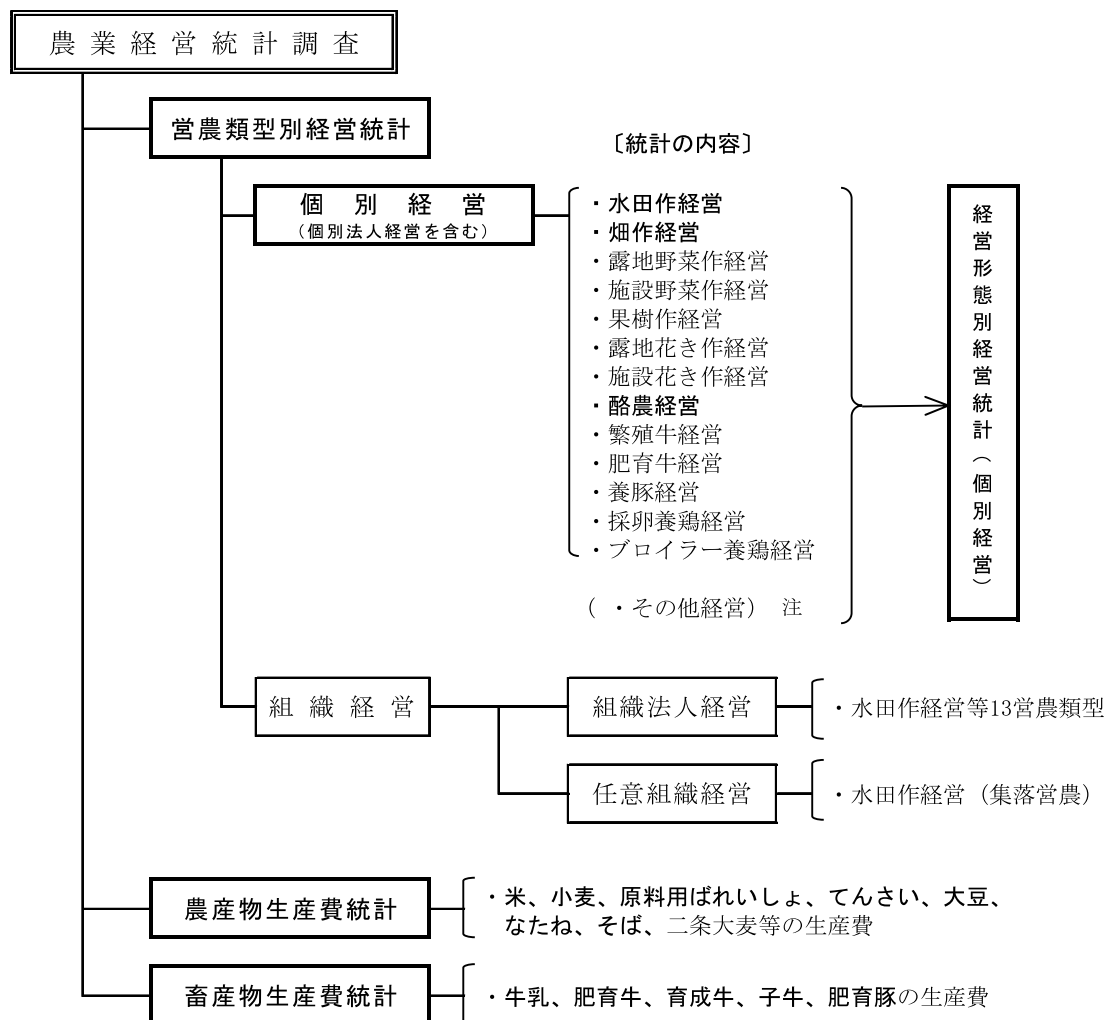 農業経営統計調査
営農類型別経営統計
〔統計の内容〕
個別経営
（個別法人経営を含む）
・水田作経営
・畑作経営
・露地野菜作経営
・施設野菜作経営
・果樹作経営
・露地花き作経営
・施設花き作経営
・酪農経営
・繁殖牛経営
・肥育牛経営
・養豚経営
・採卵養鶏経営
・ブロイラー養鶏経営
（・その他経営） 注
経営形態別経営統計（個別経営）
組織経営
組織法人経営
・水田作経営等13営農類型
任意組織経営
・水田作経営（集落営農）
農産物生産費統計
・米、小麦、原料用ばれいしょ、てんさい、大豆、
なたね、そば、二条大麦等の生産費
畜産物生産費統計
・牛乳、肥育牛、育成牛、子牛、肥育豚の生産費